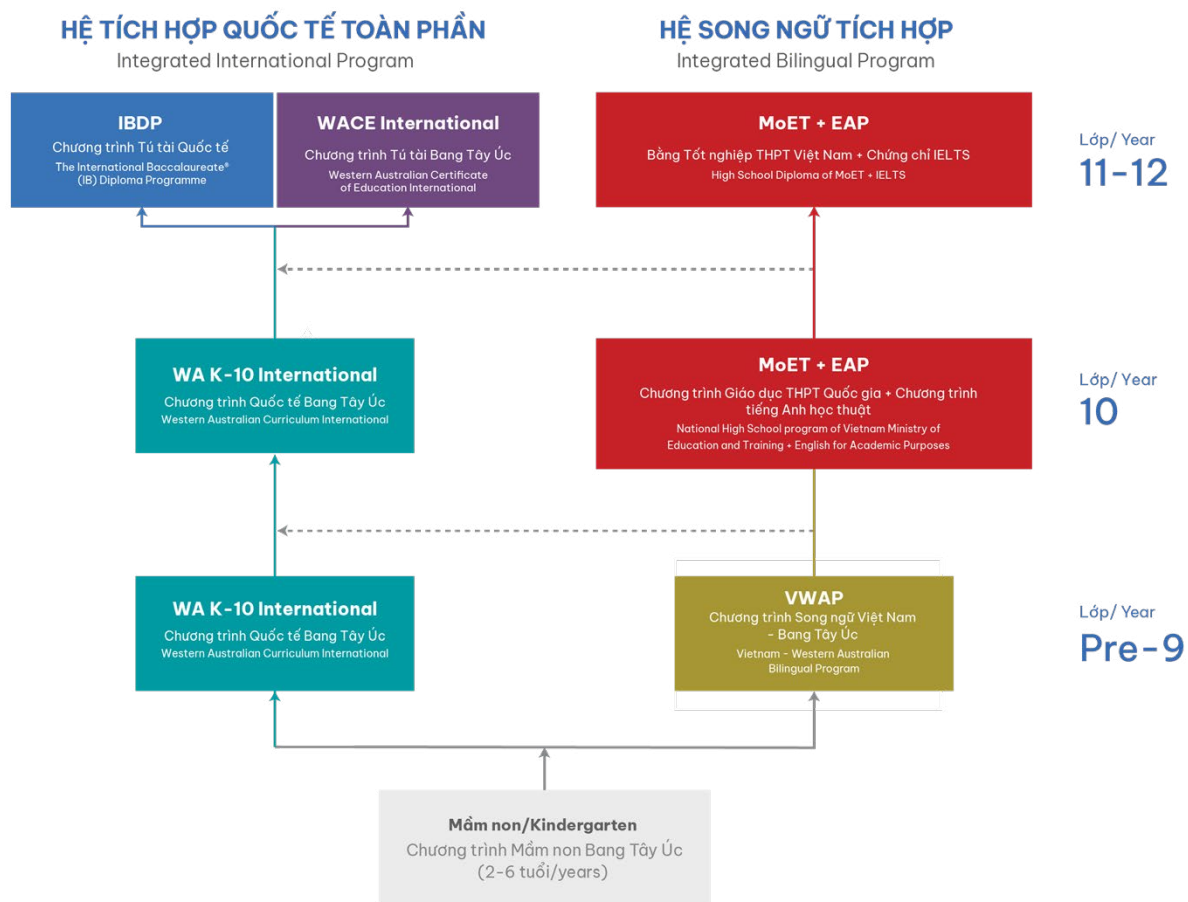 HỆ TÍCH HỢP QUỐC TẾ TOÀN PHẦN
Integrated International Program
HỆ SONG NGỮ TÍCH HỢP
Integrated Bilingual Program
IBDP
Chương trình Tú tài Quốc tế
The International Baccalaureate®
(IB) Diploma Programme
WACE International
Chương trình Tú tài Bang Tây Úc
Western Australian Certificate
of Education International
MoET + EAP
Bằng Tốt nghiệp THPT Việt Nam + Chứng chỉ IELTS
High School Diploma of MoET + IELTS
Lớp/ Year
11-12
WA K-10 International
Chương trình Quốc tế Bang Tây Úc
Western Australian Curriculum International
MoET + EAP
Chương trình Giáo dục THPT Quốc gia + Chương trình
tiếng Anh học thuật
National High School program of Vietnam Ministry of
Education and Training + English for Academic Purposes
Lớp/ Year
10
WA K-10 International
Chương trình Quốc tế Bang Tây Úc
Western Australian Curriculum International
VWAP
Chương trình Song ngữ Việt Nam
- Bang Tây Úc
Vietnam - Western Australian
Bilingual Program
Lớp/ Year
Pre-9
Mầm non/Kindergarten
Chương trình Mầm non Bang Tây Úc
(2-6 tuổi/years)